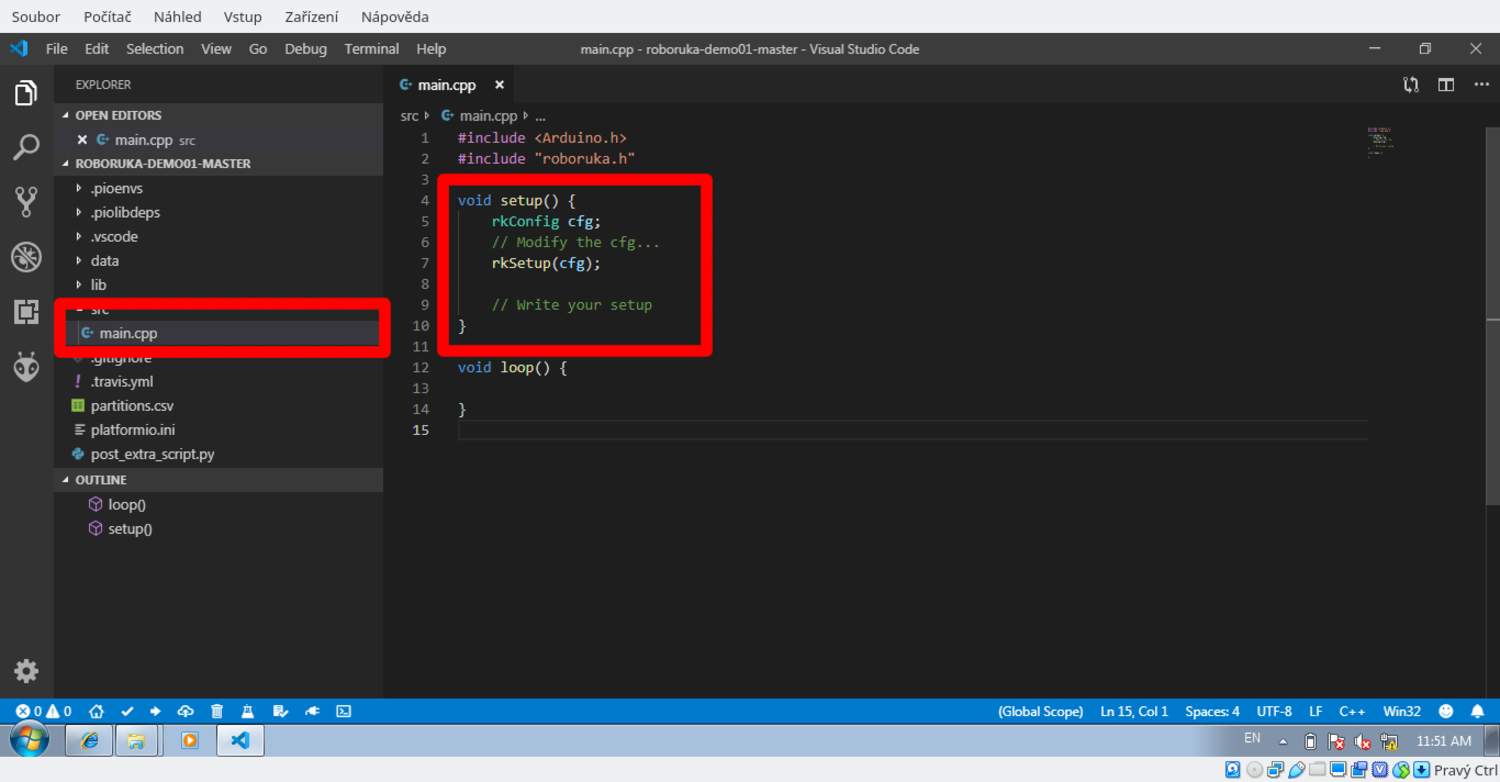 Soubor Počítač Náhled Vstup Zařízení Nápověda
File Edit Selection View Go Debug Terminal Help main.cpp - roboruka-demo01-master - Visual Studio Code
EXPLORER
OPEN EDITORS
main.cpp src
ROBORUKA-DEMO01-MASTER
.pioenvs
.piolibdeps
.vscode
data
lib
src
main.cpp
.gitignore
.travis.yml
partitions.csv
platformio.ini
post_extra_script.py
OUTLINE
loop()
setup()
main.cpp
src main.cpp ...
1 #include <Arduino.h>
2 #include "roboruka.h"
3
4 void setup() {
5 rkConfig cfg;
6 // Modify the cfg...
7 rkSetup(cfg);
8
9 // Write your setup
10 }
11
12 void loop() {
13
14 }
15
0 0 (Global Scope) Ln 15, Col 1 Spaces: 4 UTF-8 LF C++ Win32
EN 11:51 AM
Pravý Ctrl